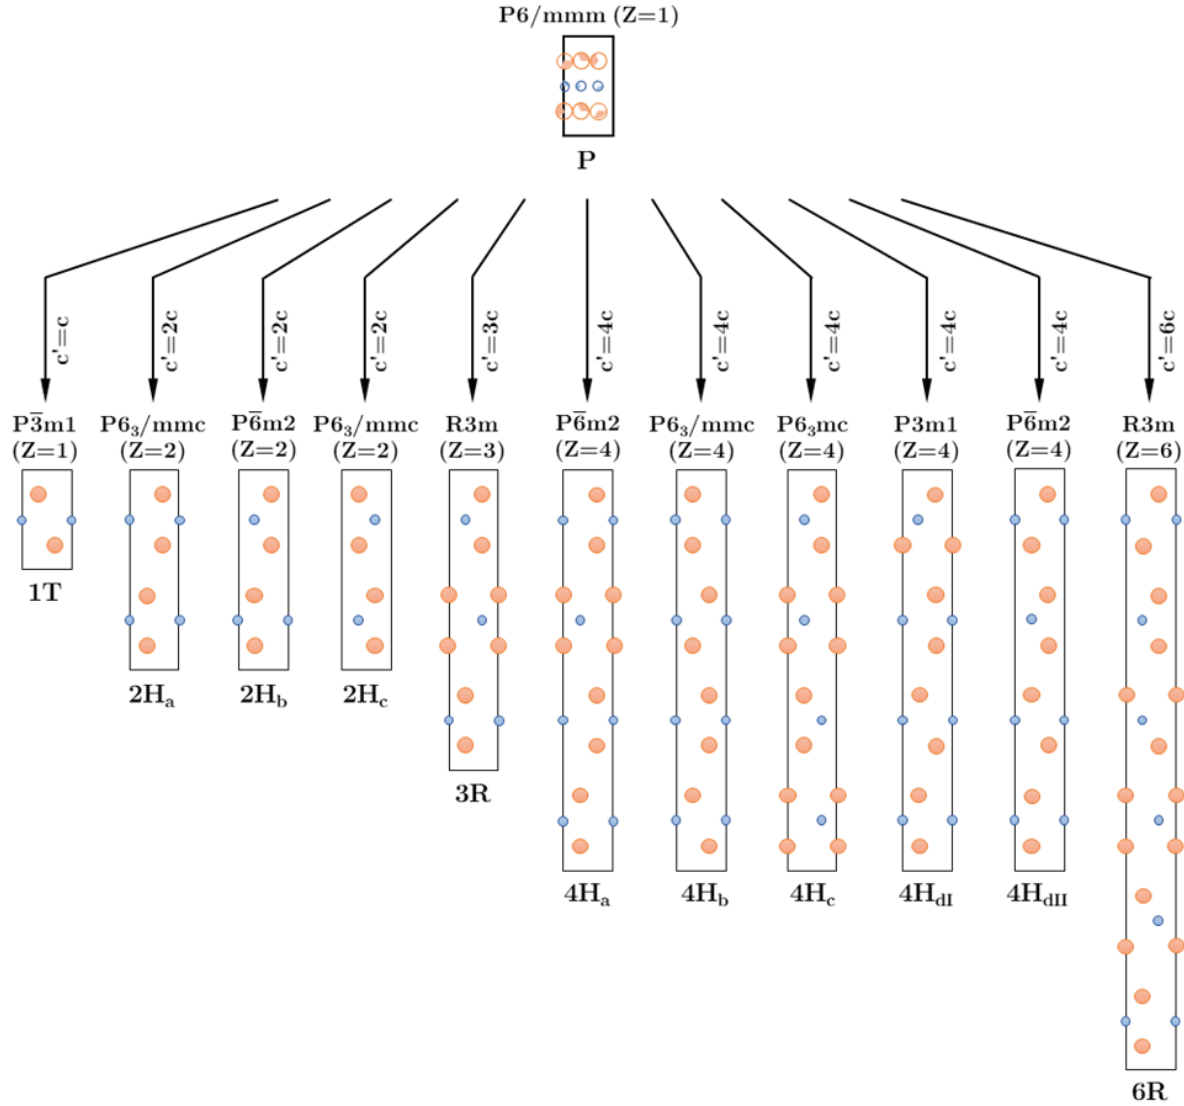 P6/mmm (Z=1)
P
c'=c
c'=2c
c'=2c
c'=2c
c'=3c
c'=4c
c'=4c
c'=4c
c'=4c
c'=4c
c'=6c
P3̅m1
(Z=1)
P6₃/mmc
(Z=2)
P6̅m2
(Z=2)
P6₃/mmc
(Z=2)
R3m
(Z=3)
P6̅m2
(Z=4)
P6₃/mmc
(Z=4)
P6₃mc
(Z=4)
P3m1
(Z=4)
P6̅m2
(Z=4)
R3m
(Z=6)
1T
2Hₐ
2H_b
2H_c
3R
4Hₐ
4H_b
4H_c
4H_dI
4H_dII
6R